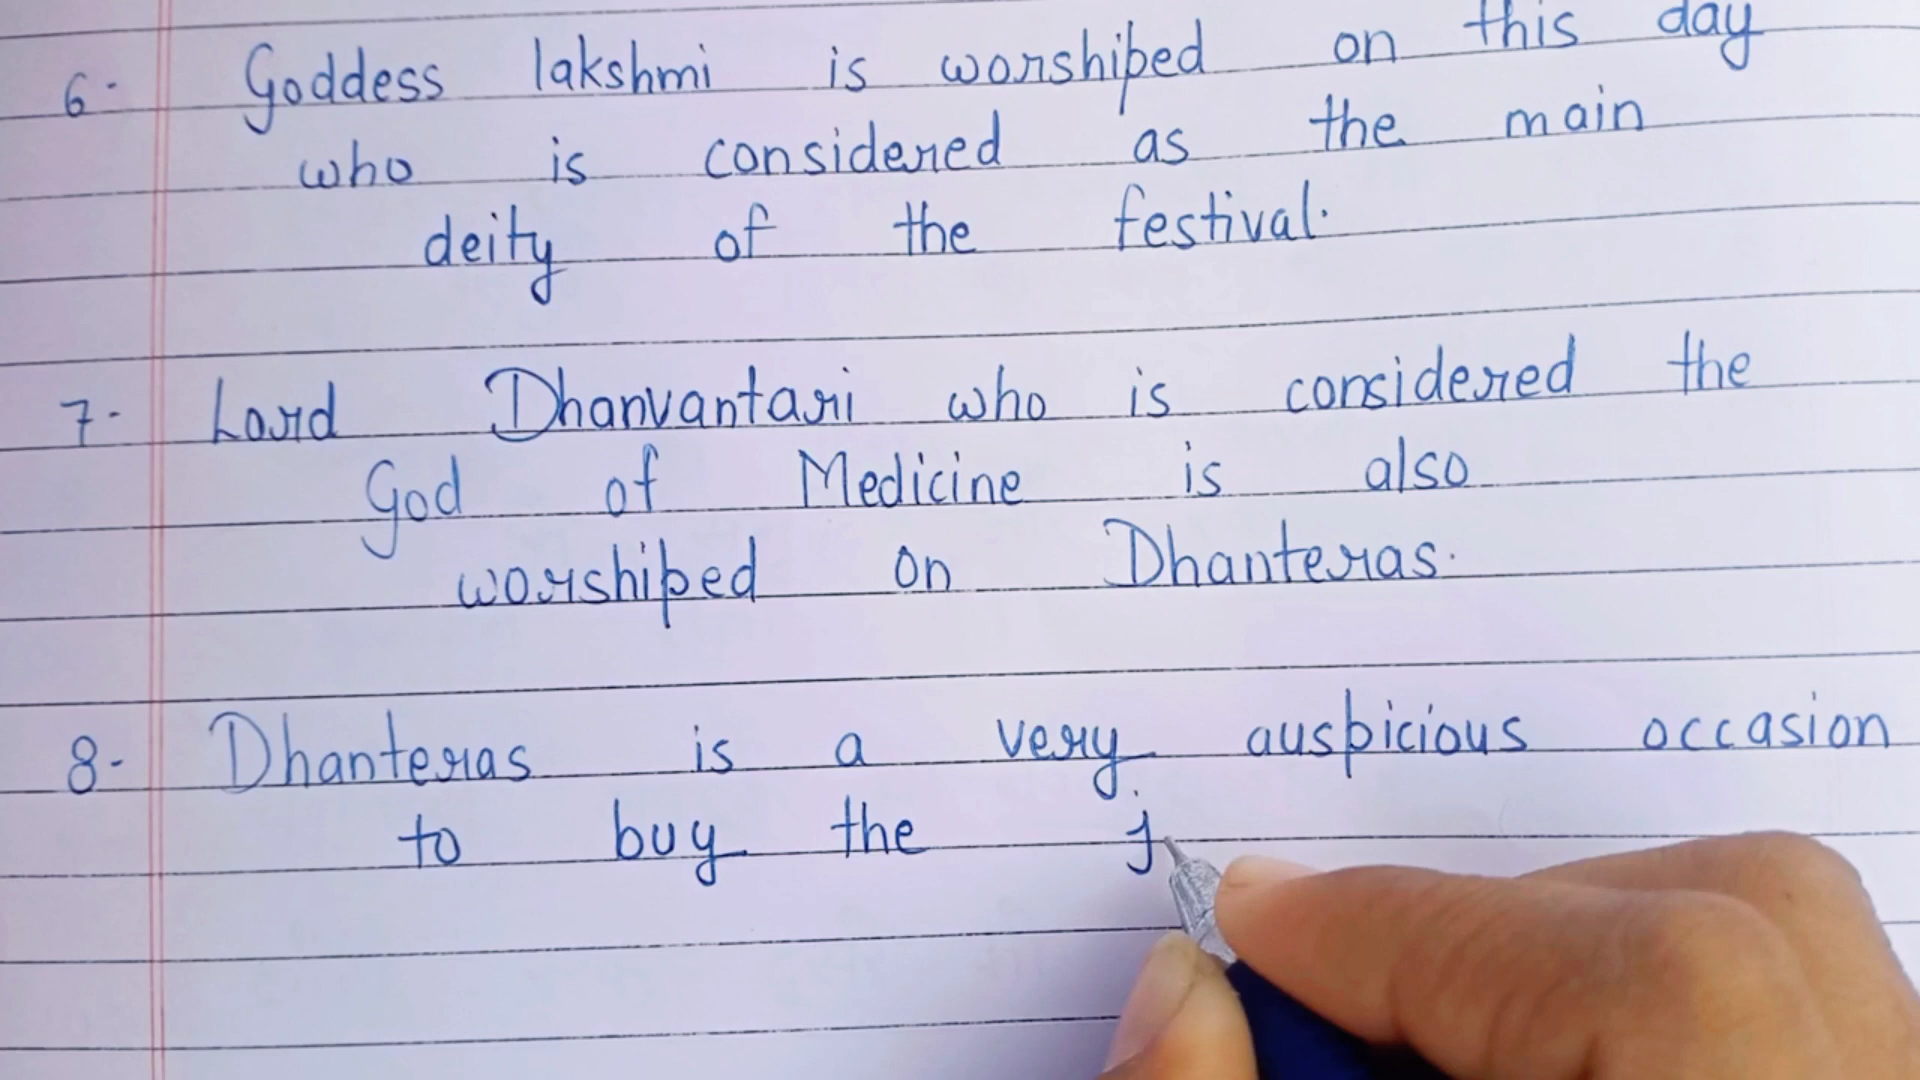 6- Goddess lakshmi is worshiped on this day
who is considered as the main
deity of the festival.
7- Lord Dhanvantari who is considered the
God of Medicine is also
worshiped on Dhanteras.
8- Dhanteras is a very auspicious occasion
to buy the j